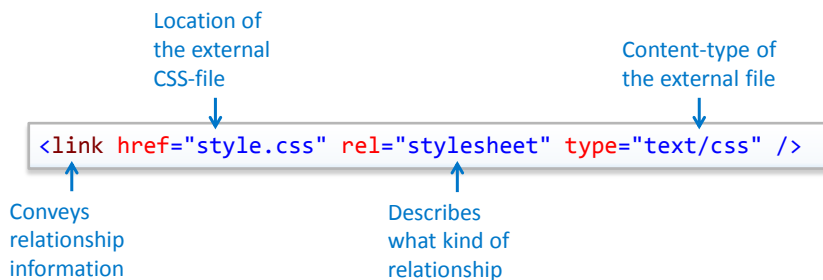 Location of
the external
CSS-file
Content-type of
the external file
<link href="style.css" rel="stylesheet" type="text/css" />
Conveys
relationship
information
Describes
what kind of
relationship